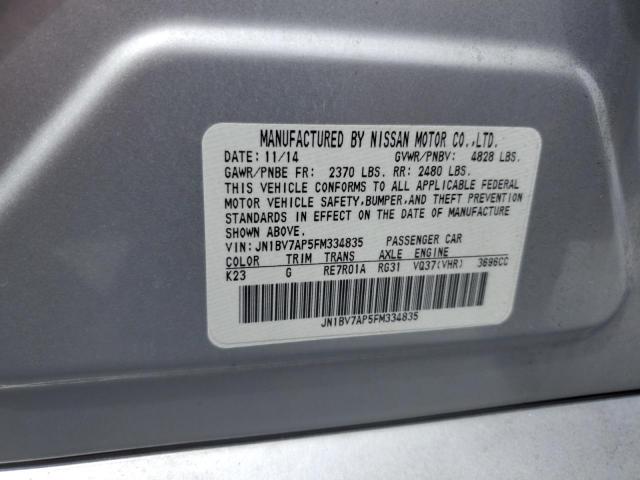 MANUFACTURED BY NISSAN MOTOR CO.,LTD.
DATE: 11/14 GVWR/PNBV: 4828 LBS.
GAWR/PNBE FR: 2370 LBS. RR: 2480 LBS.
THIS VEHICLE CONFORMS TO ALL APPLICABLE FEDERAL
MOTOR VEHICLE SAFETY,BUMPER,AND THEFT PREVENTION
STANDARDS IN EFFECT ON THE DATE OF MANUFACTURE
SHOWN ABOVE.
VIN: JN1BV7AP5FM334835 PASSENGER CAR
COLOR TRIM TRANS AXLE ENGINE
K23 G RE7R01A RG31 VQ37(VHR) 3696CC
JN1BV7AP5FM334835